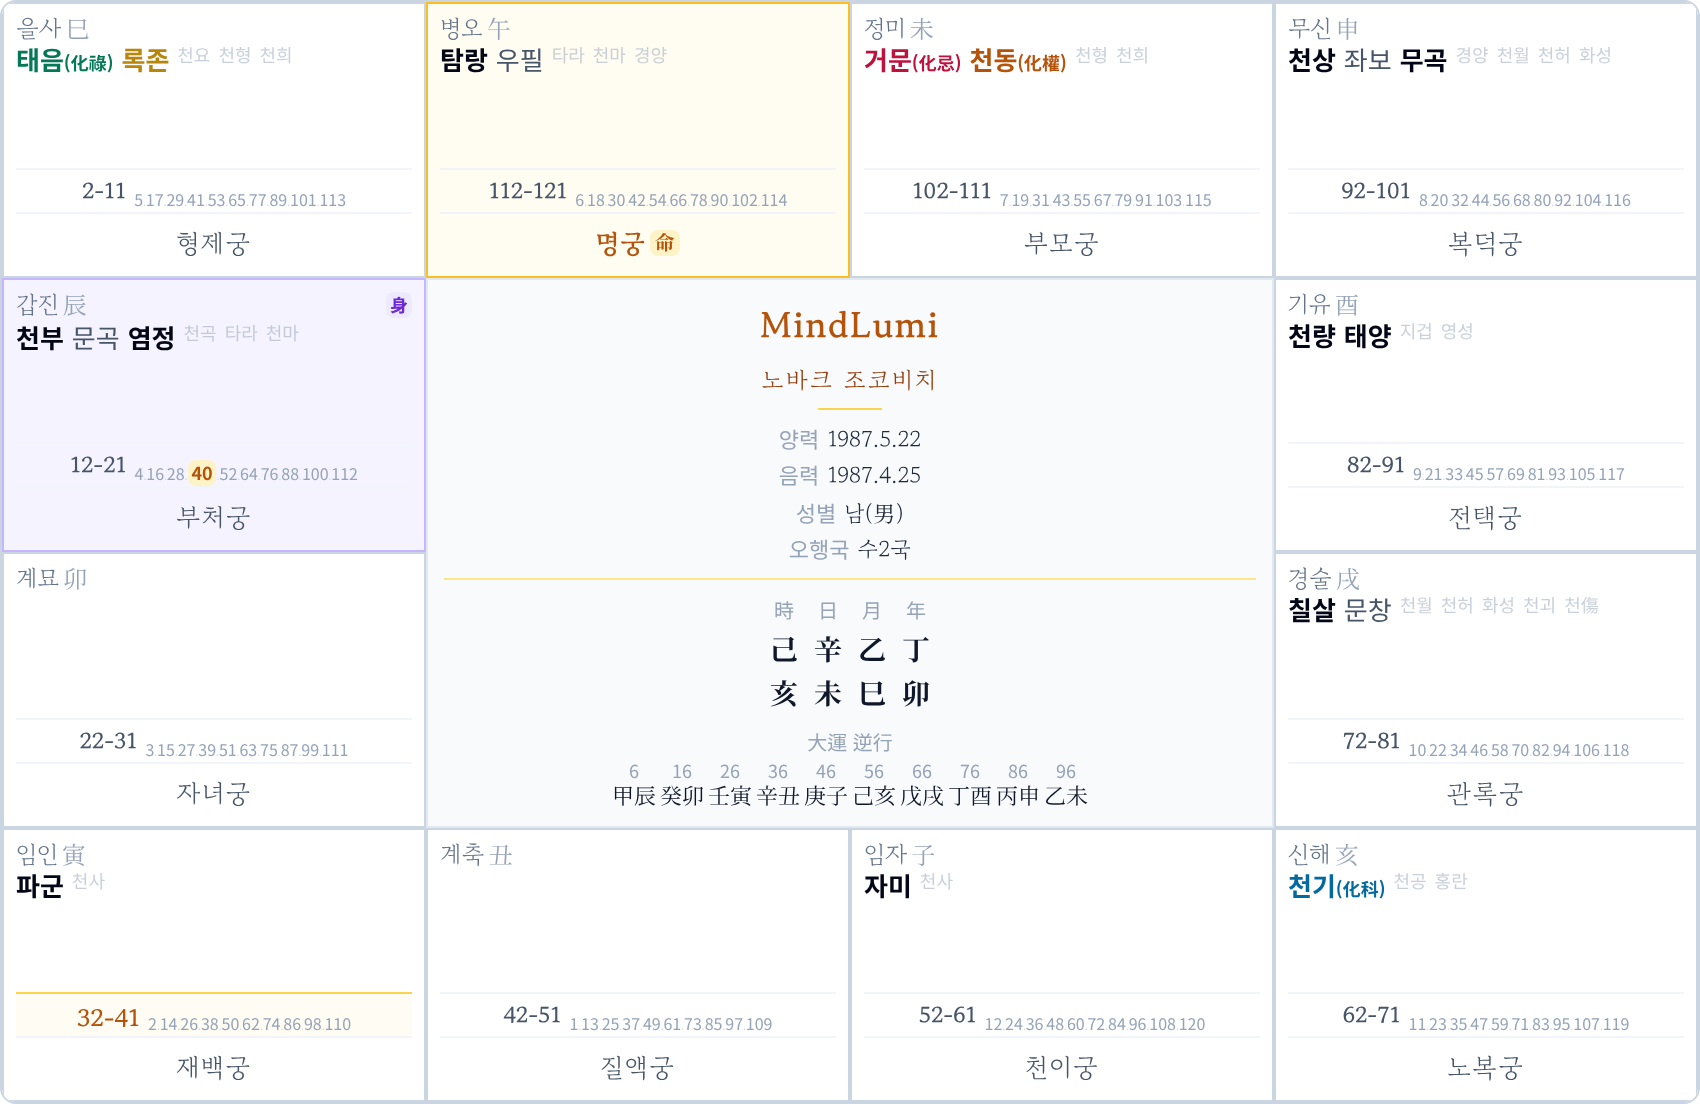 을사 巳
태음(化祿) 록존 천요 천형 천희
2-11 5 17 29 41 53 65 77 89 101 113
형제궁
병오 午
탐랑 우필 타라 천마 경양
112-121 6 18 30 42 54 66 78 90 102 114
명궁 命
정미 未
거문(化忌) 천동(化權) 천형 천희
102-111 7 19 31 43 55 67 79 91 103 115
부모궁
무신 申
천상 좌보 무곡 경양 천월 천허 화성
92-101 8 20 32 44 56 68 80 92 104 116
복덕궁
갑진 辰 身
천부 문곡 염정 천곡 타라 천마
12-21 4 16 28 40 52 64 76 88 100 112
부처궁
MindLumi
노바크 조코비치
양력 1987.5.22
음력 1987.4.25
성별 남(男)
오행국 수2국
時 日 月 年
己 辛 乙 丁
亥 未 巳 卯
大運 逆行
6 16 26 36 46 56 66 76 86 96
甲辰 癸卯 壬寅 辛丑 庚子 己亥 戊戌 丁酉 丙申 乙未
기유 酉
천량 태양 지겁 영성
82-91 9 21 33 45 57 69 81 93 105 117
전택궁
계묘 卯
22-31 3 15 27 39 51 63 75 87 99 111
자녀궁
경술 戌
칠살 문창 천월 천허 화성 천괴 천傷
72-81 10 22 34 46 58 70 82 94 106 118
관록궁
임인 寅
파군 천사
32-41 2 14 26 38 50 62 74 86 98 110
재백궁
계축 丑
42-51 1 13 25 37 49 61 73 85 97 109
질액궁
임자 子
자미 천사
52-61 12 24 36 48 60 72 84 96 108 120
천이궁
신해 亥
천기(化科) 천공 홍란
62-71 11 23 35 47 59 71 83 95 107 119
노복궁